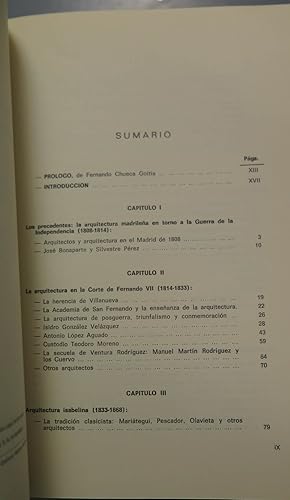 SUMARIO
Pága.
— PROLOGO, de Fernando Chueca Goitia XIII
— INTRODUCCION XVII
CAPITULO I
Los precedentes: la arquitectura madrileña en torno a la Guerra de la
Independencia (1808-1814):
— Arquitectos y arquitectura en el Madrid de 1808 3
— José Bonaparte y Silvestre Pérez 10
CAPITULO II
La arquitectura en la Corte de Fernando VII (1814-1833):
— La herencia de Villanueva 19
— La Academia de San Fernando y la enseñanza de la arquitectura. 22
— La arquitectura de posguerra, triunfalismo y conmemoración 26
— Isidro González Velázquez 28
— Antonio López Aguado 43
— Custodio Teodoro Moreno 59
— La escuela de Ventura Rodríguez: Manuel Martín Rodríguez y
los Cuervo 64
— Otros arquitectos 70
CAPITULO III
Arquitectura isabelina (1833-1868):
— La tradición clasicista: Mariátegui, Pescador, Olavieta y otros
arquitectos 79
IX